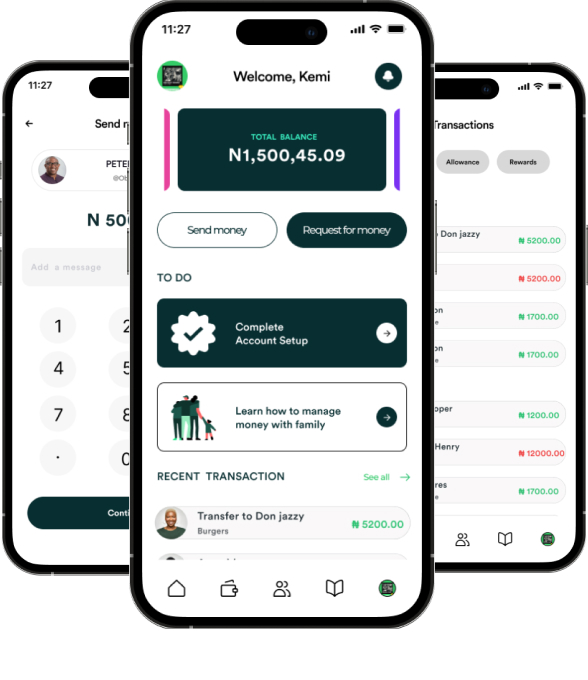 11:27
Send
PETE
N 50
Add a message
1
2
4
5
7
8
.
0
Conti
11:27
Welcome, Kemi
TOTAL BALANCE
N1,500,45.09
Send money
Request for money
TO DO
Complete
Account Setup
Learn how to manage
money with family
RECENT TRANSACTION
See all
Transfer to Don jazzy
₦ 5200.00
Burgers
Transactions
Allowance
Rewards
Don jazzy
₦ 5200.00
₦ 5200.00
on
₦ 1700.00
e
on
₦ 1700.00
e
oper
₦ 1200.00
Henry
₦ 12000.00
res
₦ 1700.00
e